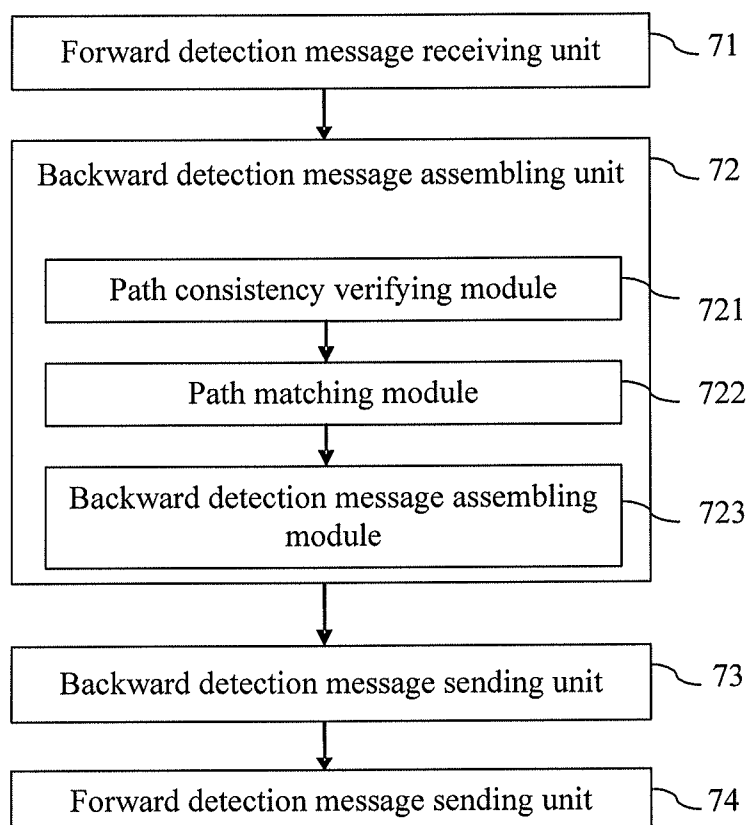 Forward detection message receiving unit 71
Backward detection message assembling unit 72
Path consistency verifying module 721
Path matching module 722
Backward detection message assembling
module 723
Backward detection message sending unit 73
Forward detection message sending unit 74